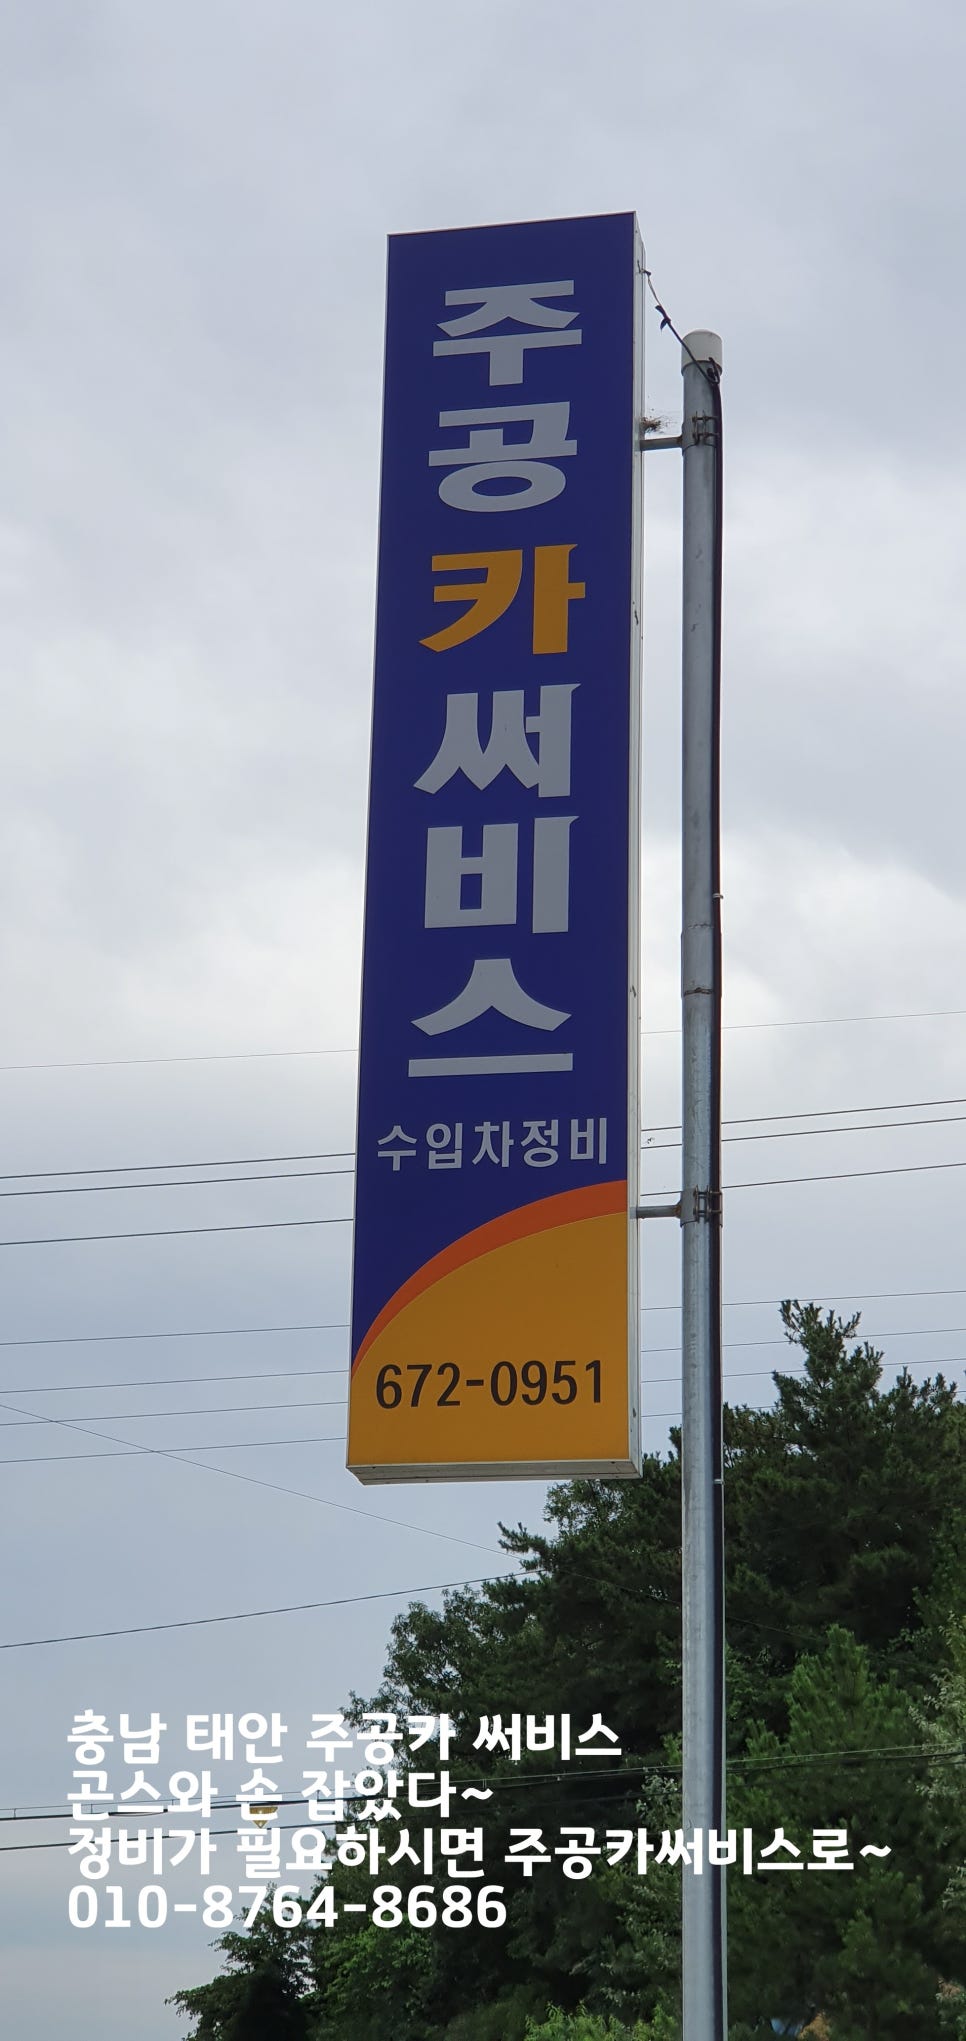 주공카써비스
수입차정비
672-0951
충남 태안 주공카 써비스
곤스와 손 잡았다~
정비가 필요하시면 주공카써비스로~
010-8764-8686